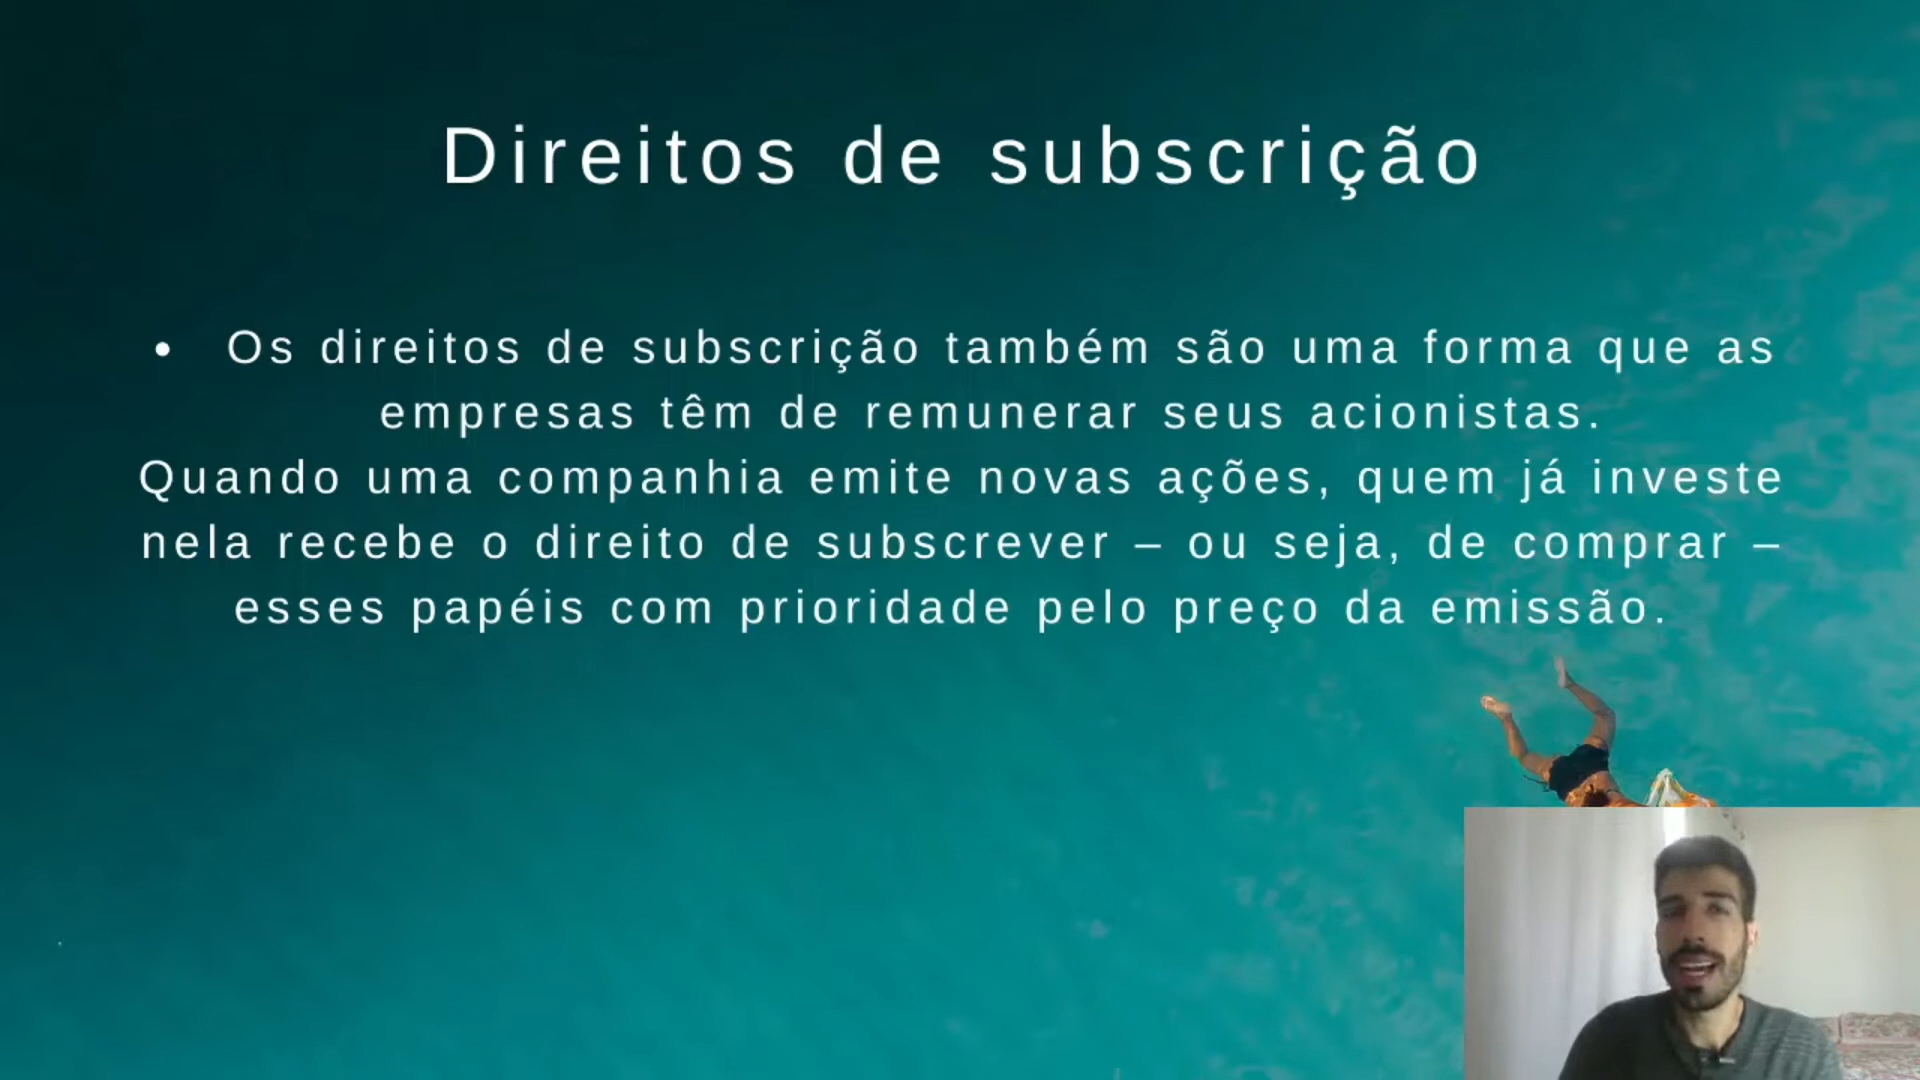 Direitos de subscrição
• Os direitos de subscrição também são uma forma que as
empresas têm de remunerar seus acionistas.
Quando uma companhia emite novas ações, quem já investe
nela recebe o direito de subscrever – ou seja, de comprar –
esses papéis com prioridade pelo preço da emissão.